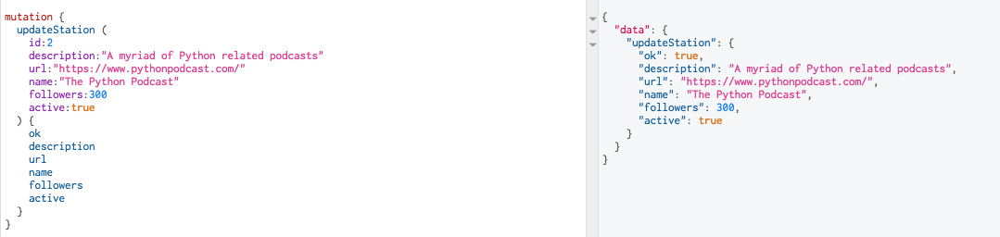 mutation {
  updateStation (
    id:2
    description:"A myriad of Python related podcasts"
    url:"https://www.pythonpodcast.com/"
    name:"The Python Podcast"
    followers:300
    active:true
  ) {
    ok
    description
    url
    name
    followers
    active
  }
}
{
  "data": {
    "updateStation": {
      "ok": true,
      "description": "A myriad of Python related podcasts",
      "url": "https://www.pythonpodcast.com/",
      "name": "The Python Podcast",
      "followers": 300,
      "active": true
    }
  }
}